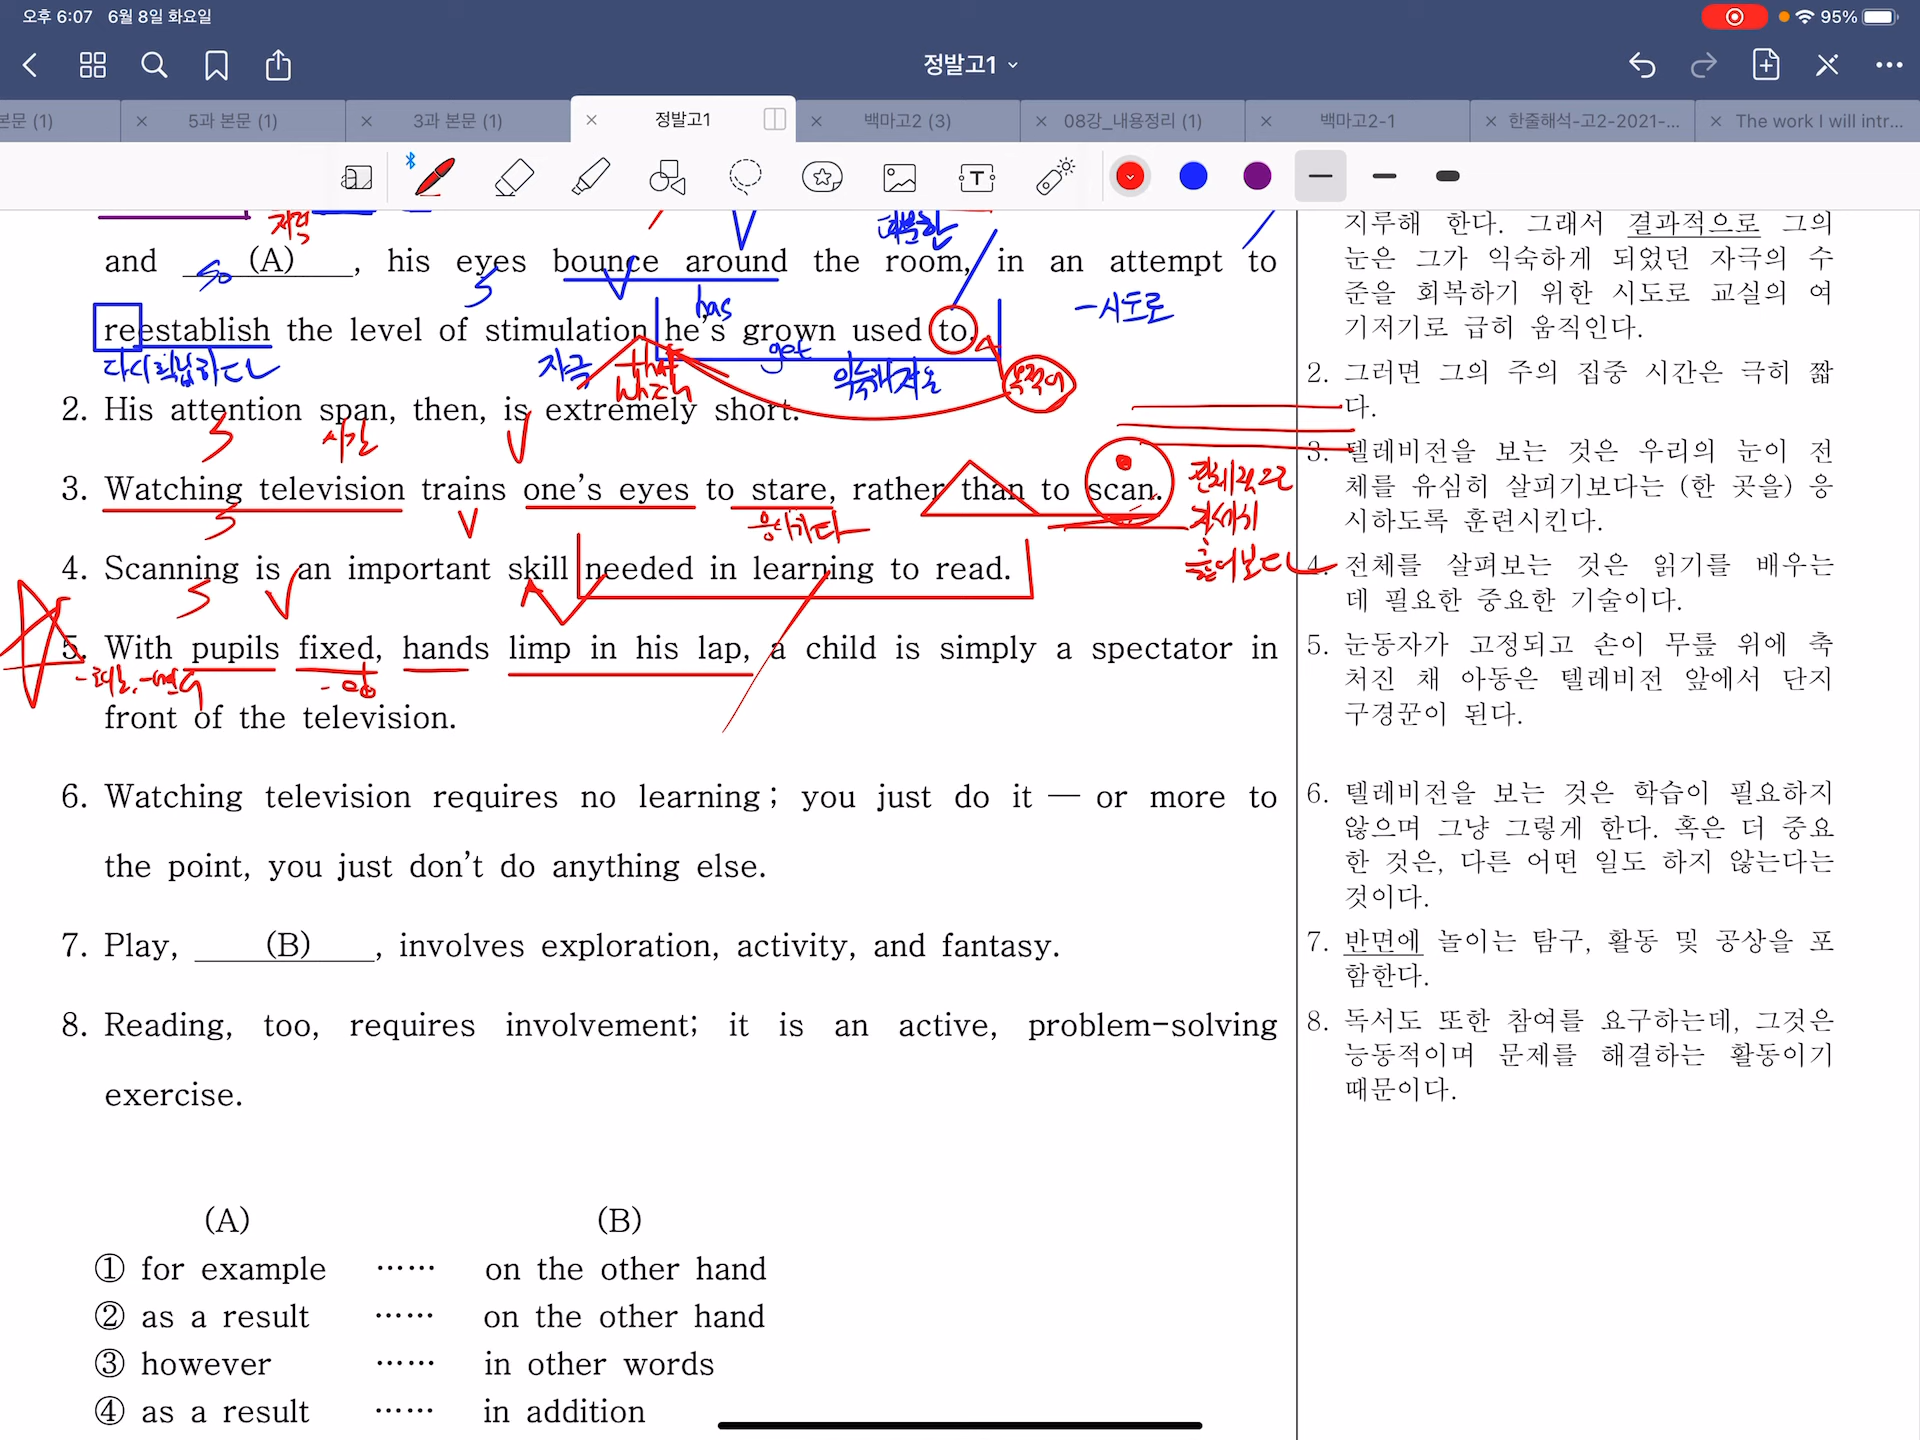 오후 6:07 6월 8일 화요일
95%
정발고1
본문 (1)
5과 본문 (1)
3과 본문 (1)
정발고1
백마고2 (3)
08강_내용정리 (1)
백마고2-1
한줄해석-고2-2021-...
The work I will intr...
and (A) , his eyes bounce around the room, in an attempt to
so S V
has
-시도로
reestablish the level of stimulation he's grown used to.
자극 that get 익숙해져온
which
2. His attention span, then, is extremely short.
S 시간 V
3. Watching television trains one's eyes to stare, rather than to scan.
S V 응시하다
4. Scanning is an important skill needed in learning to read.
S V
5. With pupils fixed, hands limp in his lap, a child is simply a spectator in
front of the television.
6. Watching television requires no learning; you just do it — or more to
the point, you just don't do anything else.
7. Play, (B) , involves exploration, activity, and fantasy.
8. Reading, too, requires involvement; it is an active, problem-solving
exercise.
(A) (B)
① for example …… on the other hand
② as a result …… on the other hand
③ however …… in other words
④ as a result …… in addition
지루해 한다. 그래서 결과적으로 그의
눈은 그가 익숙하게 되었던 자극의 수
준을 회복하기 위한 시도로 교실의 여
기저기로 급히 움직인다.
2. 그러면 그의 주의 집중 시간은 극히 짧
다.
3. 텔레비전을 보는 것은 우리의 눈이 전
체를 유심히 살피기보다는 (한 곳을) 응
시하도록 훈련시킨다.
4. 전체를 살펴보는 것은 읽기를 배우는
데 필요한 중요한 기술이다.
5. 눈동자가 고정되고 손이 무릎 위에 축
처진 채 아동은 텔레비전 앞에서 단지
구경꾼이 된다.
6. 텔레비전을 보는 것은 학습이 필요하지
않으며 그냥 그렇게 한다. 혹은 더 중요
한 것은, 다른 어떤 일도 하지 않는다는
것이다.
7. 반면에 놀이는 탐구, 활동 및 공상을 포
함한다.
8. 독서도 또한 참여를 요구하는데, 그것은
능동적이며 문제를 해결하는 활동이기
때문이다.